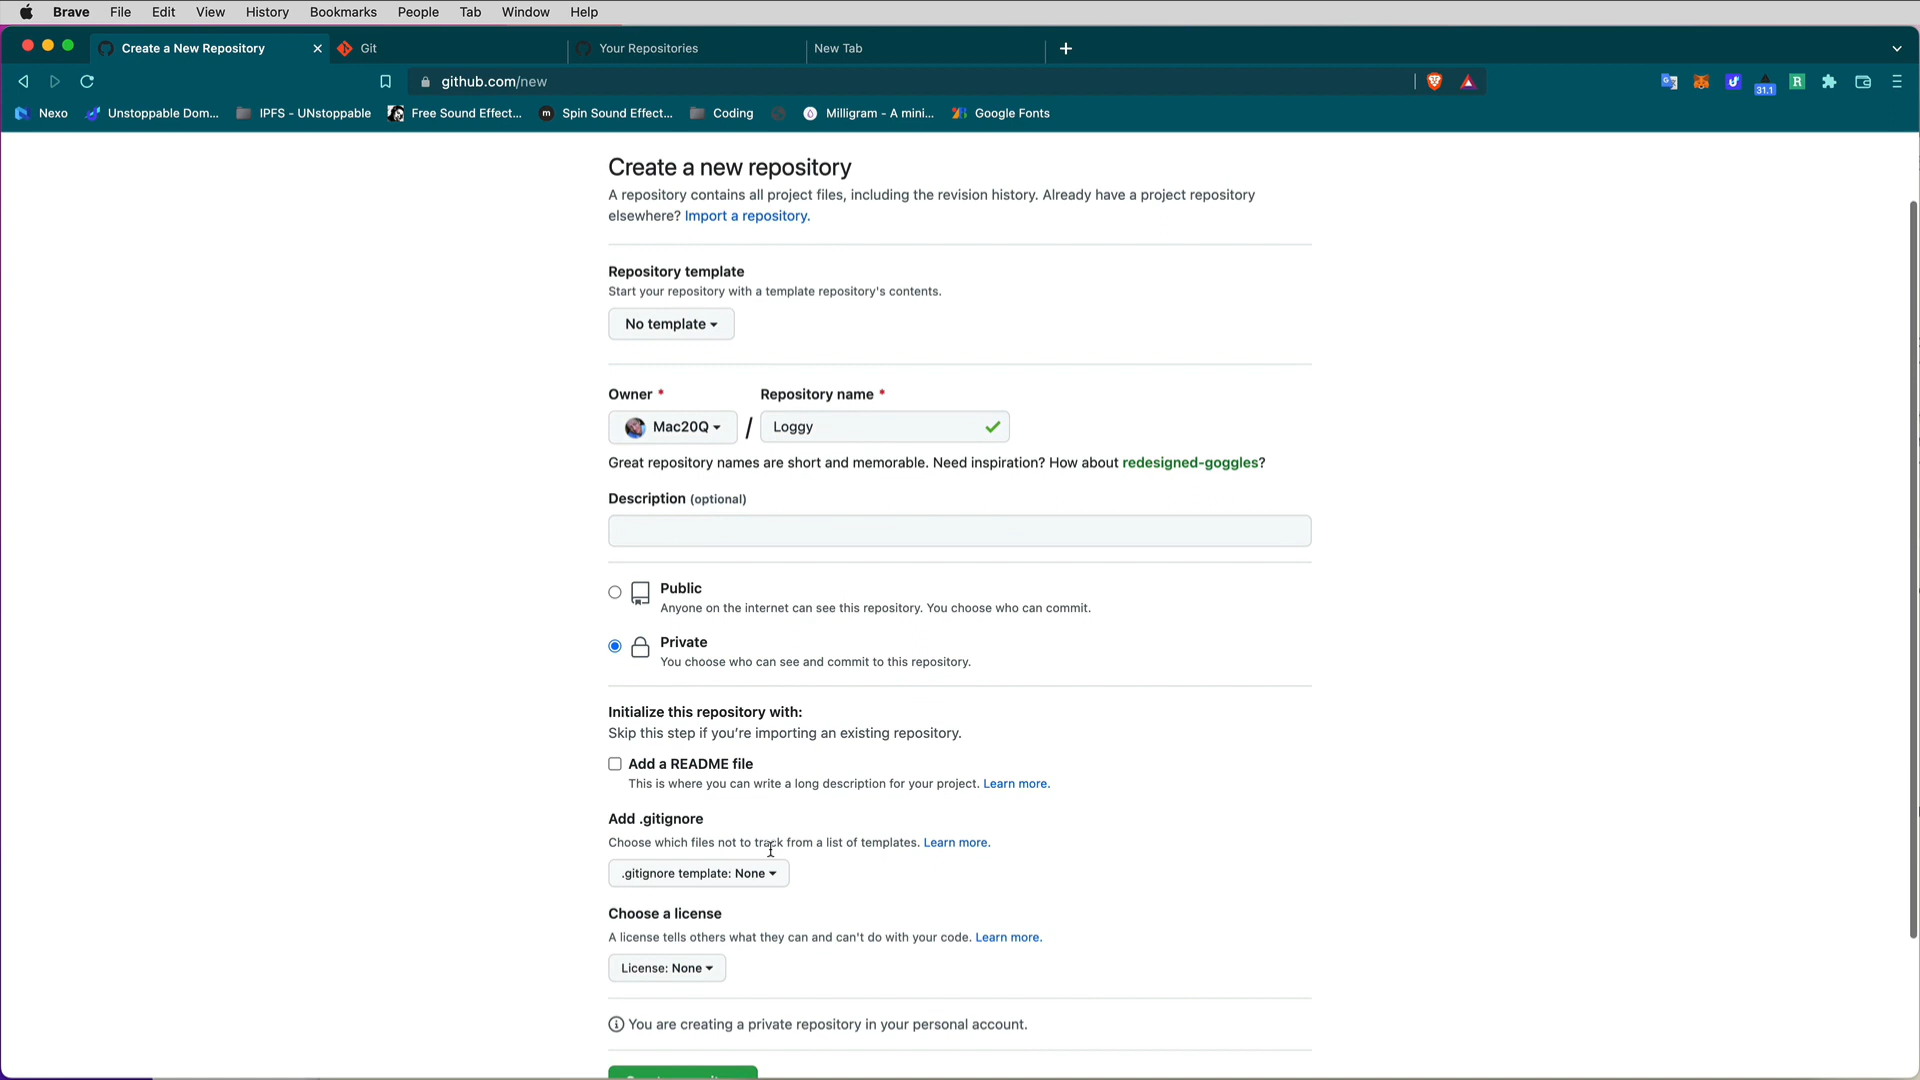 Brave File Edit View History Bookmarks People Tab Window Help
Create a New Repository Git Your Repositories New Tab
github.com/new
31.1
R
Nexo Unstoppable Dom... IPFS - UNstoppable Free Sound Effect... m Spin Sound Effect... Coding Milligram - A mini... Google Fonts
Create a new repository
A repository contains all project files, including the revision history. Already have a project repository
elsewhere? Import a repository.
Repository template
Start your repository with a template repository's contents.
No template
Owner * Repository name *
Mac20Q / Loggy
Great repository names are short and memorable. Need inspiration? How about redesigned-goggles?
Description (optional)
Public
Anyone on the internet can see this repository. You choose who can commit.
Private
You choose who can see and commit to this repository.
Initialize this repository with:
Skip this step if you’re importing an existing repository.
Add a README file
This is where you can write a long description for your project. Learn more.
Add .gitignore
Choose which files not to track from a list of templates. Learn more.
.gitignore template: None
Choose a license
A license tells others what they can and can't do with your code. Learn more.
License: None
You are creating a private repository in your personal account.